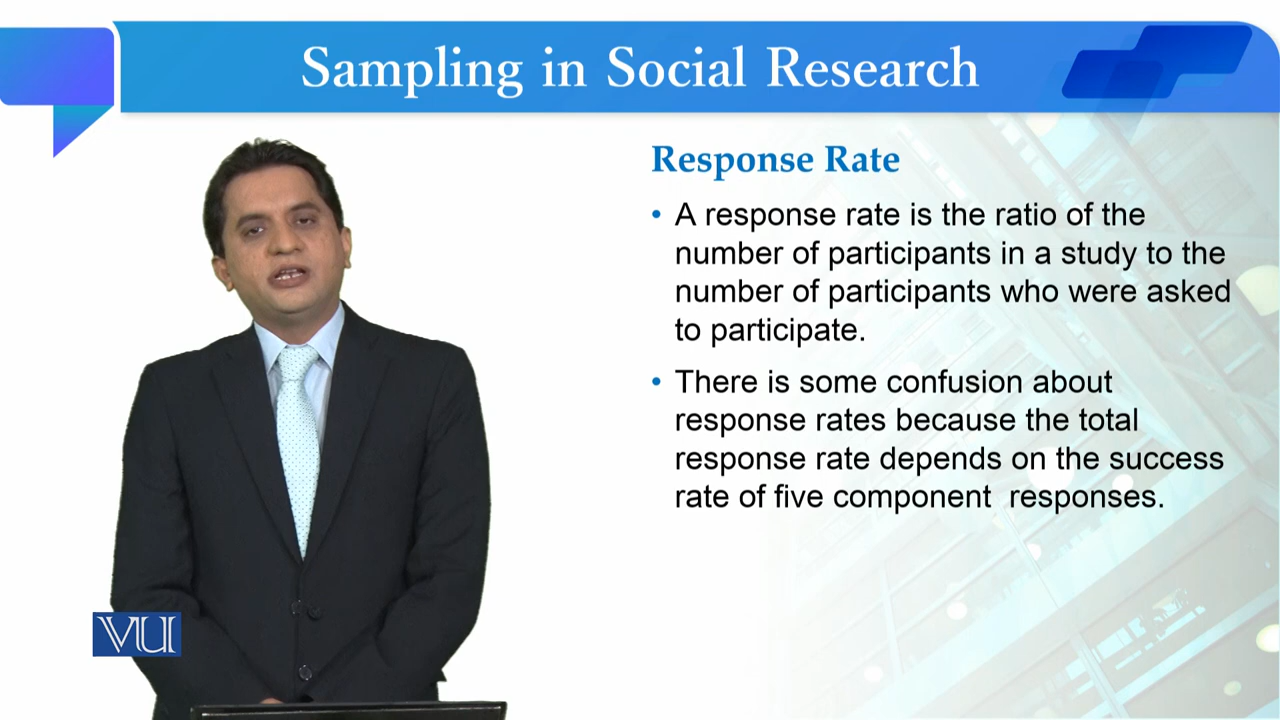 Sampling in Social Research
Response Rate
• A response rate is the ratio of the
number of participants in a study to the
number of participants who were asked
to participate.
• There is some confusion about
response rates because the total
response rate depends on the success
rate of five component  responses.
VU